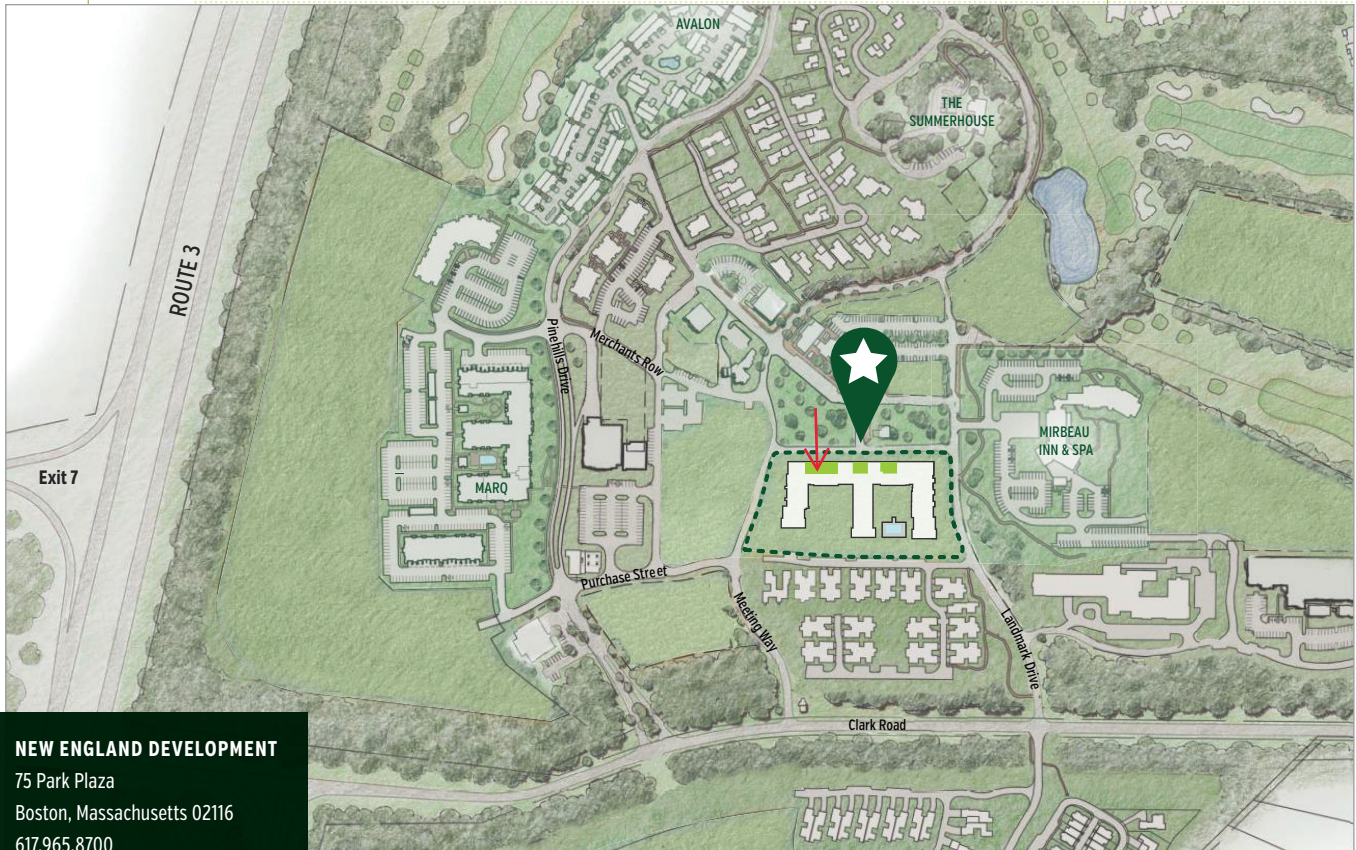 AVALON
THE
SUMMERHOUSE
ROUTE 3
Pinehills Drive
Merchants Row
MIRBEAU
INN & SPA
Exit 7
MARQ
Purchase Street
Meeting Way
Landmark Drive
Clark Road
NEW ENGLAND DEVELOPMENT
75 Park Plaza
Boston, Massachusetts 02116
617.965.8700